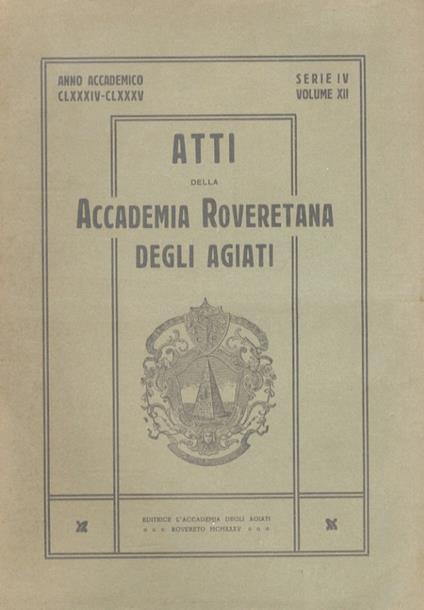 ANNO ACCADEMICO
CLXXXIV-CLXXXV
SERIE IV
VOLUME XII
ATTI
DELLA
ACCADEMIA ROVERETANA
DEGLI AGIATI
EDITRICE L'ACCADEMIA DEGLI AGIATI
ROVERETO MCMXXXV